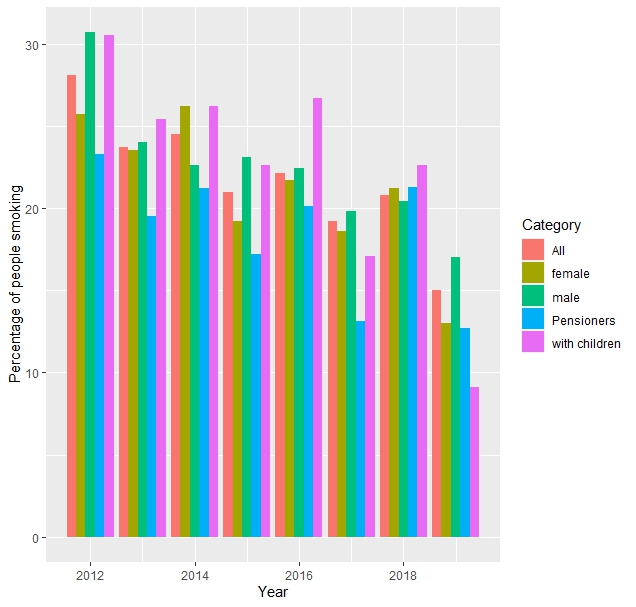 Percentage of people smoking
30
20
10
0
2012
2014
2016
2018
Year
Category
All
female
male
Pensioners
with children